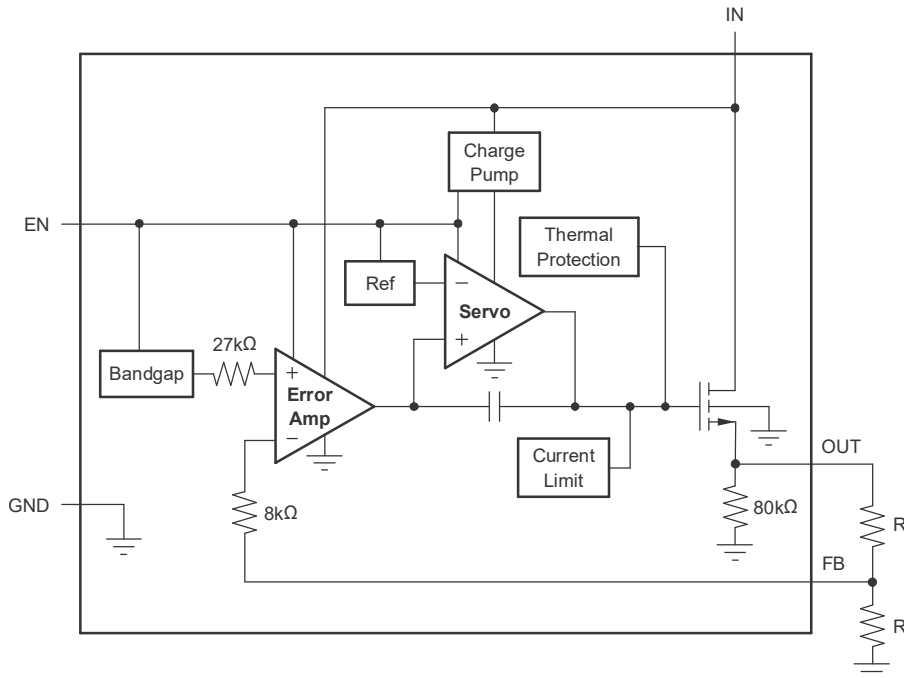 IN
Charge
Pump
EN
Thermal
Protection
Ref
−
Servo
+
27kΩ
Bandgap
+
Error
Amp
−
Current
Limit
OUT
GND
8kΩ
80kΩ
R
FB
R